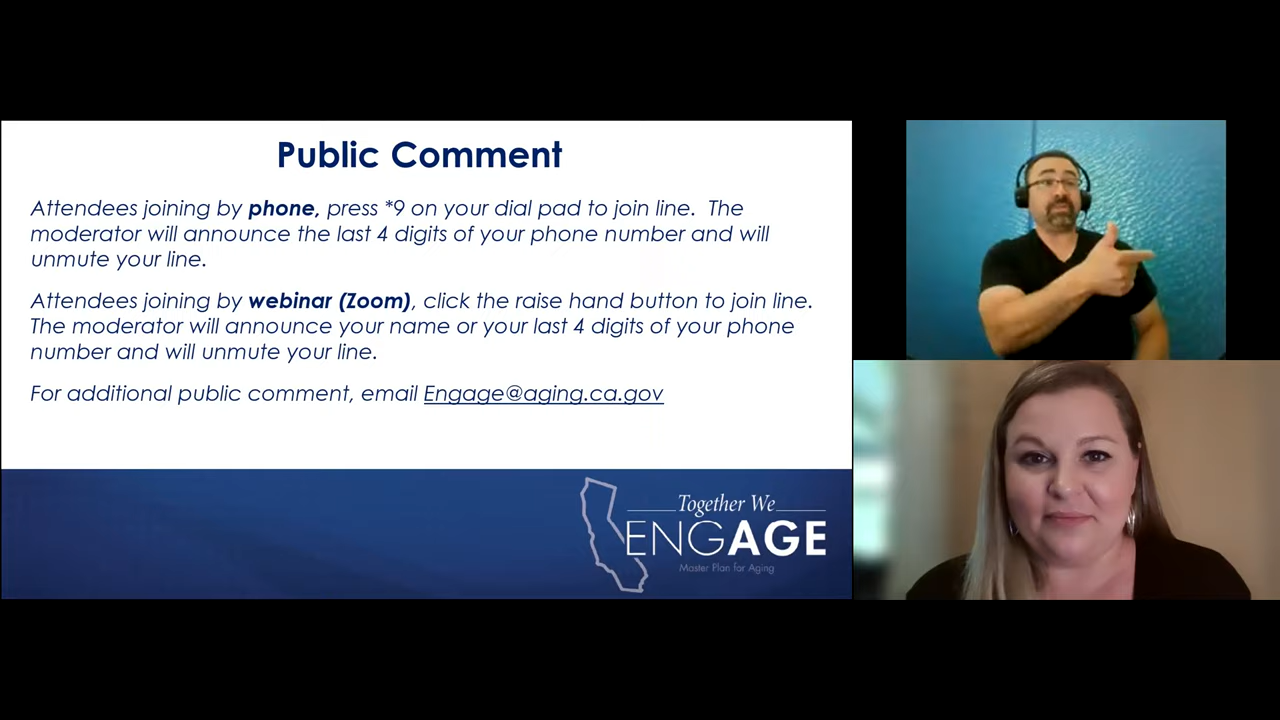 Public Comment
Attendees joining by phone, press *9 on your dial pad to join line.  The
moderator will announce the last 4 digits of your phone number and will
unmute your line.
Attendees joining by webinar (Zoom), click the raise hand button to join line.
The moderator will announce your name or your last 4 digits of your phone
number and will unmute your line.
For additional public comment, email Engage@aging.ca.gov
Together We
ENGAGE
Master Plan for Aging